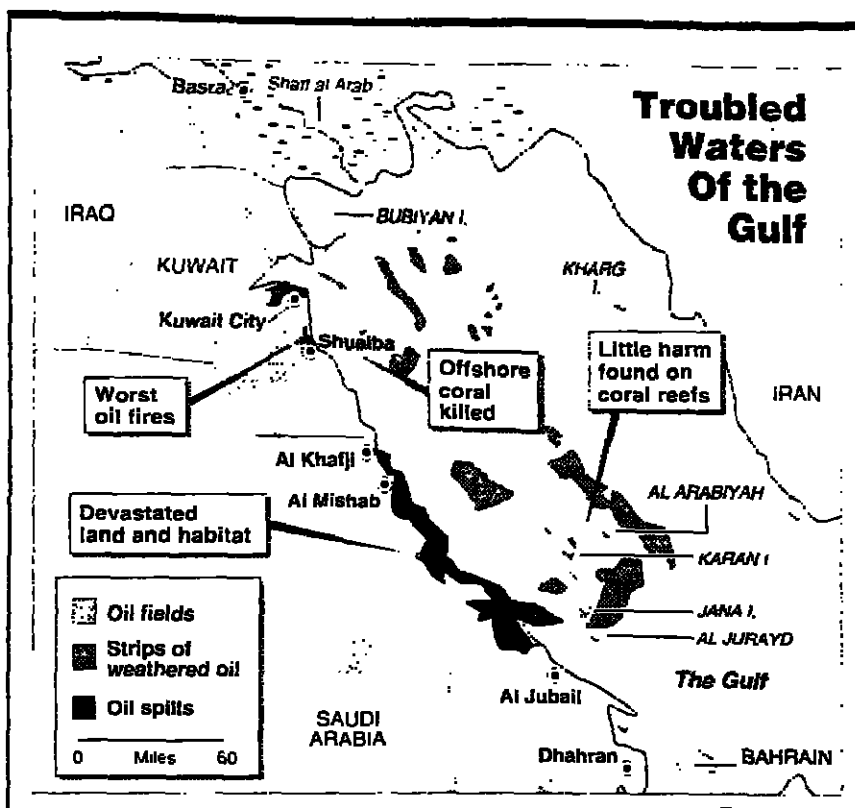 Troubled
Waters
Of the
Gulf
Basra
Shatt al Arab
IRAQ
BUBIYAN I.
KUWAIT
KHARG
I.
Kuwait City
Shuaiba
Worst
oil fires
Offshore
coral
killed
Little harm
found on
coral reefs
IRAN
Al Khafji
Al Mishab
AL ARABIYAH
Devastated
land and habitat
KARAN I
Oil fields
Strips of
weathered oil
Oil spills
0 Miles 60
JANA I.
AL JURAYD
The Gulf
Al Jubail
SAUDI
ARABIA
Dhahran
BAHRAIN